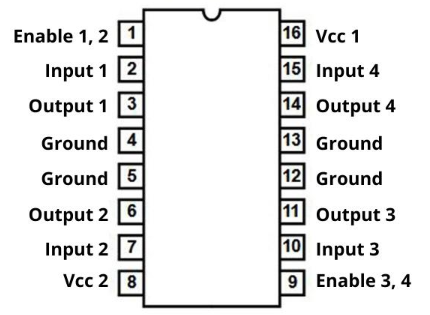 Enable 1, 2 1 16 Vcc 1
Input 1 2 15 Input 4
Output 1 3 14 Output 4
Ground 4 13 Ground
Ground 5 12 Ground
Output 2 6 11 Output 3
Input 2 7 10 Input 3
Vcc 2 8 9 Enable 3, 4